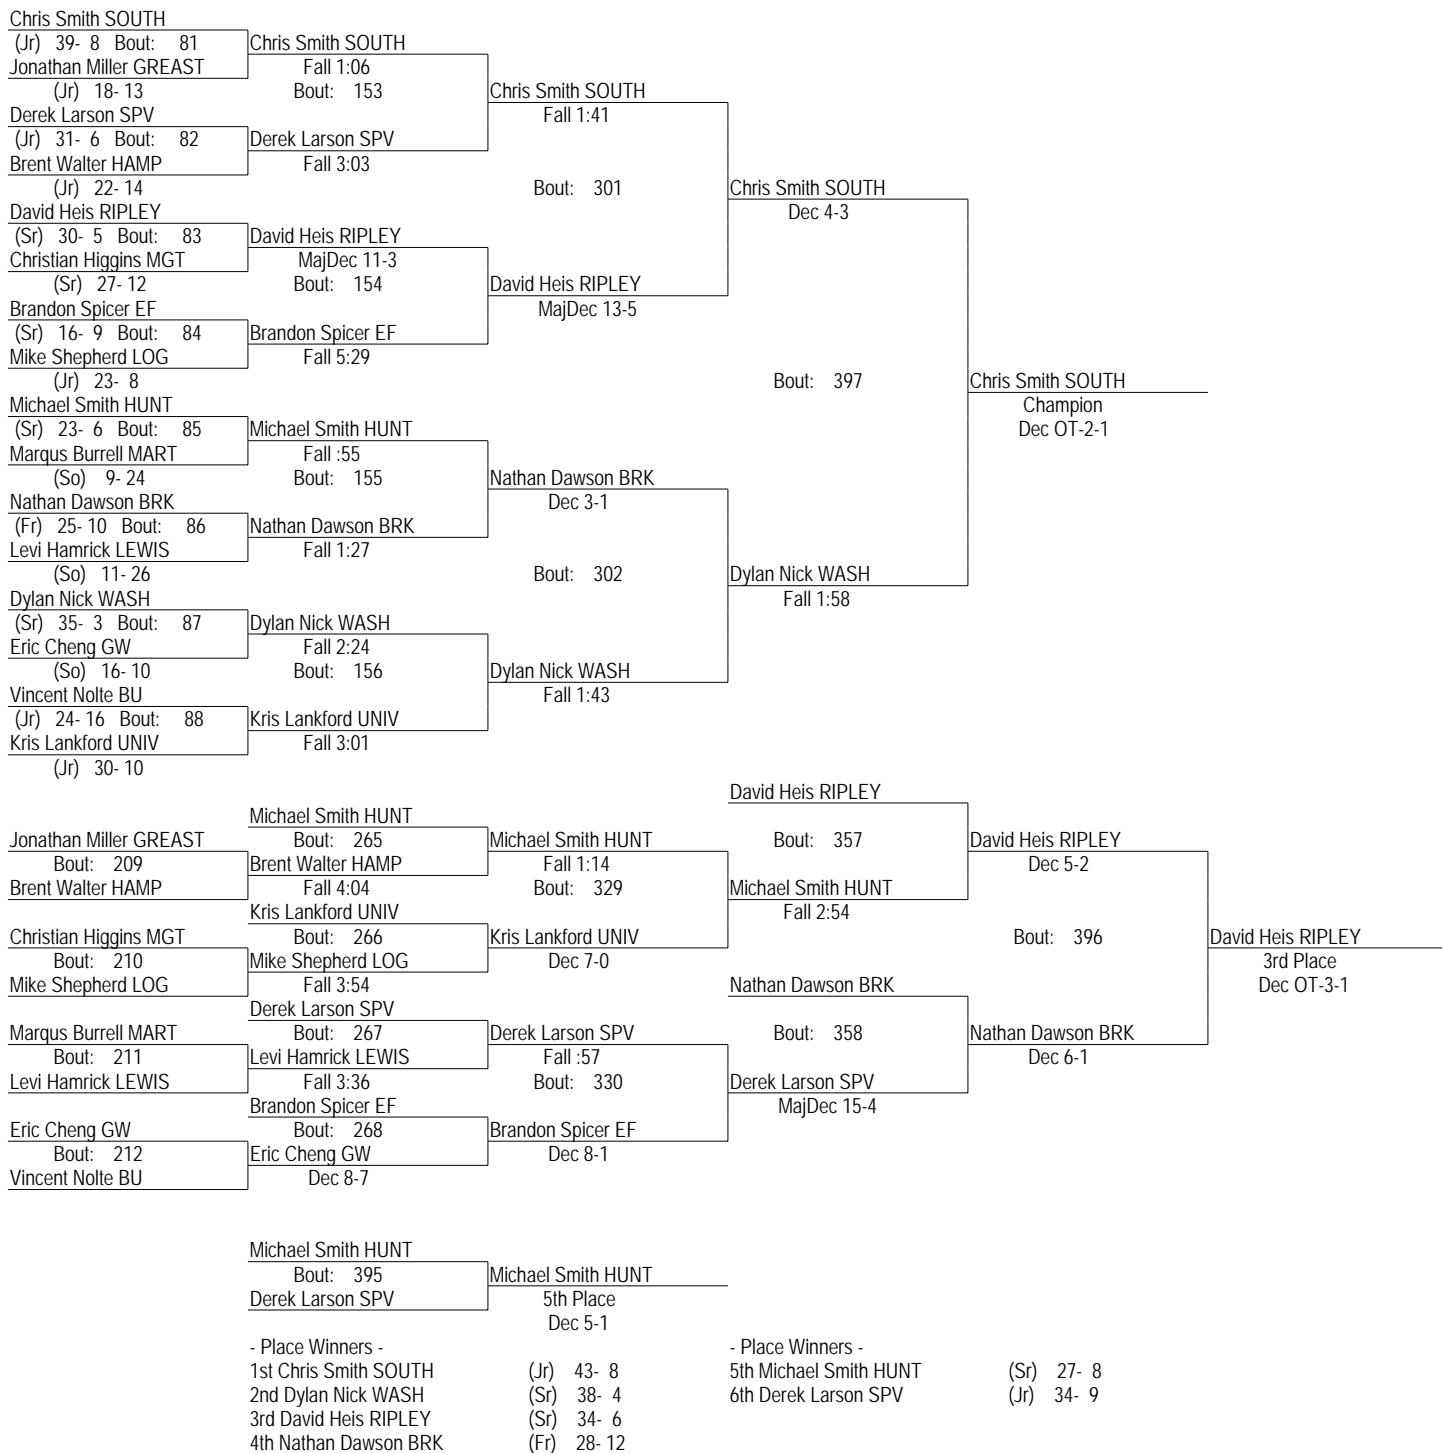 Chris Smith SOUTH
(Jr) 39- 8 Bout: 81 Chris Smith SOUTH
Jonathan Miller GREAST Fall 1:06
(Jr) 18- 13 Bout: 153 Chris Smith SOUTH
Derek Larson SPV Fall 1:41
(Jr) 31- 6 Bout: 82 Derek Larson SPV
Brent Walter HAMP Fall 3:03
(Jr) 22- 14 Bout: 301 Chris Smith SOUTH
David Heis RIPLEY Dec 4-3
(Sr) 30- 5 Bout: 83 David Heis RIPLEY
Christian Higgins MGT MajDec 11-3
(Sr) 27- 12 Bout: 154 David Heis RIPLEY
Brandon Spicer EF MajDec 13-5
(Sr) 16- 9 Bout: 84 Brandon Spicer EF
Mike Shepherd LOG Fall 5:29
(Jr) 23- 8 Bout: 397 Chris Smith SOUTH
Michael Smith HUNT Champion
(Sr) 23- 6 Bout: 85 Michael Smith HUNT Dec OT-2-1
Marqus Burrell MART Fall :55
(So) 9- 24 Bout: 155 Nathan Dawson BRK
Nathan Dawson BRK Dec 3-1
(Fr) 25- 10 Bout: 86 Nathan Dawson BRK
Levi Hamrick LEWIS Fall 1:27
(So) 11- 26 Bout: 302 Dylan Nick WASH
Dylan Nick WASH Fall 1:58
(Sr) 35- 3 Bout: 87 Dylan Nick WASH
Eric Cheng GW Fall 2:24
(So) 16- 10 Bout: 156 Dylan Nick WASH
Vincent Nolte BU Fall 1:43
(Jr) 24- 16 Bout: 88 Kris Lankford UNIV
Kris Lankford UNIV Fall 3:01
(Jr) 30- 10
David Heis RIPLEY
Michael Smith HUNT
Jonathan Miller GREAST Bout: 265 Michael Smith HUNT Bout: 357 David Heis RIPLEY
Bout: 209 Brent Walter HAMP Fall 1:14 Dec 5-2
Brent Walter HAMP Fall 4:04 Bout: 329 Michael Smith HUNT
Kris Lankford UNIV Fall 2:54
Christian Higgins MGT Bout: 266 Kris Lankford UNIV Bout: 396 David Heis RIPLEY
Bout: 210 Mike Shepherd LOG Dec 7-0 3rd Place
Mike Shepherd LOG Fall 3:54 Nathan Dawson BRK Dec OT-3-1
Derek Larson SPV
Marqus Burrell MART Bout: 267 Derek Larson SPV Bout: 358 Nathan Dawson BRK
Bout: 211 Levi Hamrick LEWIS Fall :57 Dec 6-1
Levi Hamrick LEWIS Fall 3:36 Bout: 330 Derek Larson SPV
Brandon Spicer EF MajDec 15-4
Eric Cheng GW Bout: 268 Brandon Spicer EF
Bout: 212 Eric Cheng GW Dec 8-1
Vincent Nolte BU Dec 8-7
Michael Smith HUNT
Bout: 395 Michael Smith HUNT
Derek Larson SPV 5th Place
Dec 5-1
- Place Winners - - Place Winners -
1st Chris Smith SOUTH (Jr) 43- 8 5th Michael Smith HUNT (Sr) 27- 8
2nd Dylan Nick WASH (Sr) 38- 4 6th Derek Larson SPV (Jr) 34- 9
3rd David Heis RIPLEY (Sr) 34- 6
4th Nathan Dawson BRK (Fr) 28- 12